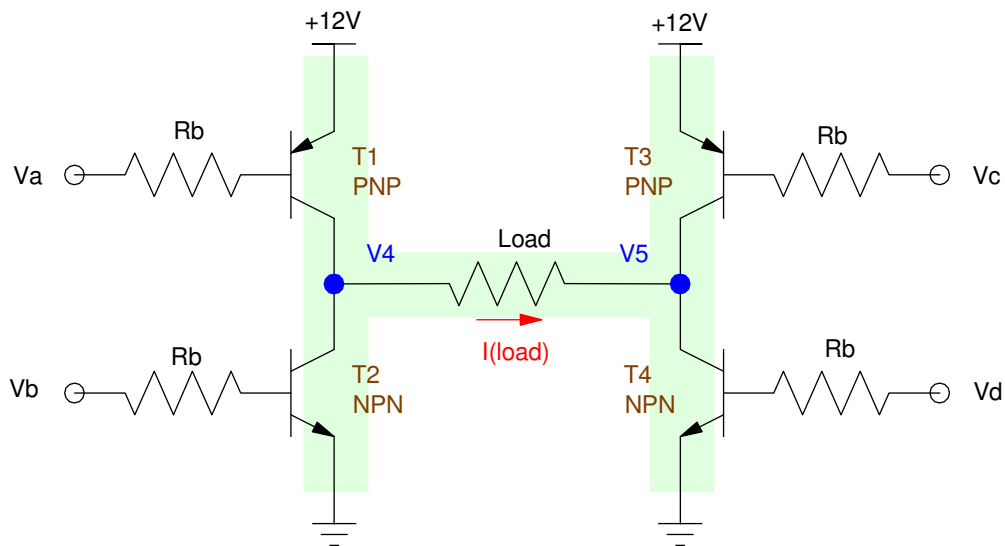 +12V
+12V
Rb
Rb
T1
PNP
T3
PNP
Va
Vc
V4
Load
V5
I(load)
Rb
Rb
T2
NPN
T4
NPN
Vb
Vd